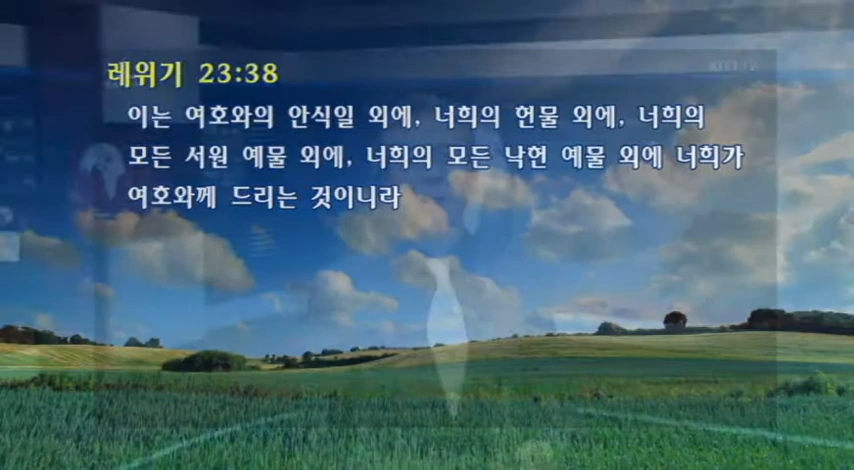 레위기 23:38
이는 여호와의 안식일 외에, 너희의 헌물 외에, 너희의
모든 서원 예물 외에, 너희의 모든 낙헌 예물 외에 너희가
여호와께 드리는 것이니라